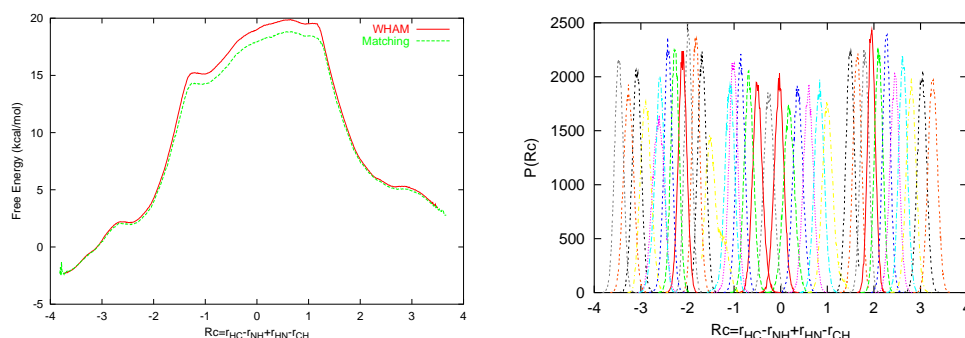 WHAM
Matching
Free Energy (kcal/mol)
20
15
10
5
0
-5
-4 -3 -2 -1 0 1 2 3 4
Rc=rHC-rNH+rHN-rCH
P(Rc)
2500
2000
1500
1000
500
0
-4 -3 -2 -1 0 1 2 3 4
Rc=rHC-rNH+rHN-rCH